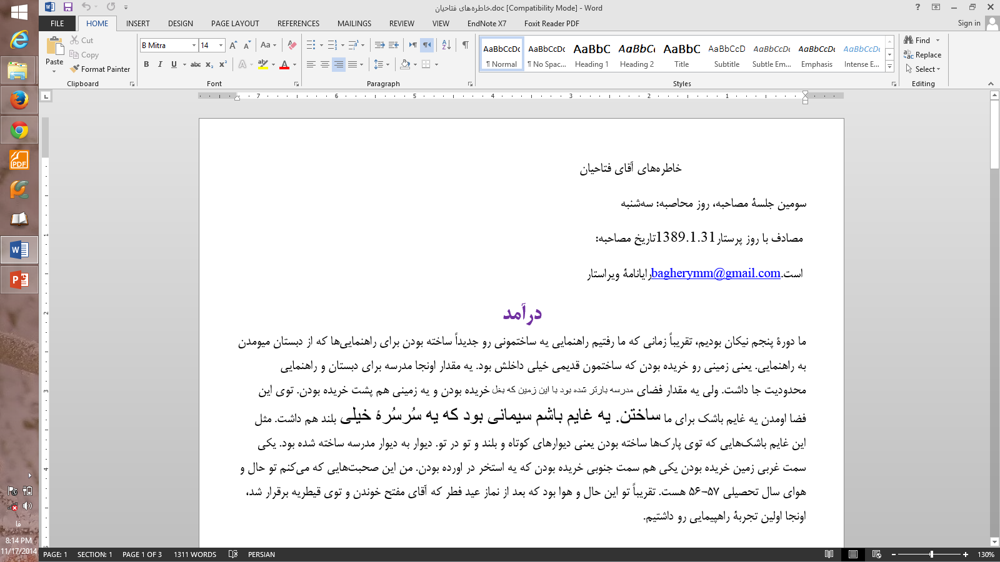 خاطره‌های فتاحیان.doc [Compatibility Mode] - Word
FILE HOME INSERT DESIGN PAGE LAYOUT REFERENCES MAILINGS REVIEW VIEW EndNote X7 Foxit Reader PDF Sign in
Paste
Cut
Copy
Format Painter
Clipboard
B Mitra 14
Font
Paragraph
AaBbCcDc AaBbCcDc AaBbC AaBbCc AaBbC AaBbCcD AaBbCcDc AaBbCcDc AaBbCcDc
¶ Normal ¶ No Spac... Heading 1 Heading 2 Title Subtitle Subtle Em... Emphasis Intense E...
Styles
Find
Replace
Select
Editing
7 6 5 4 3 2 1
خاطره‌های آقای فتاحیان
سومین جلسهٔ مصاحبه، روز محاصبه: سه‌شنبه
مصادف با روز پرستار1389.1.31تاریخ مصاحبه:
است.bagherymm@gmail.comرایانامهٔ ویراستار
درآمد
ما دورهٔ پنجم نیکان بودیم، تقریباً زمانی که ما رفتیم راهنمایی یه ساختمونی رو جدیداً ساخته بودن برای راهنمایی‌ها که از دبستان میومدن
به راهنمایی. یعنی زمینی رو خریده بودن که ساختمون قدیمی خیلی داخلش بود. یه مقدار اونجا مدرسه برای دبستان و راهنمایی
محدودیت جا داشت. ولی یه مقدار فضای مدرسه بازتر شده بود با این زمین که بغل خریده بودن و یه زمینی هم پشت خریده بودن. توی این
فضا اومدن یه غایم باشک برای ما ساختن. یه غایم باشم سیمانی بود که یه سُرسُرهٔ خیلی بلند هم داشت. مثل
این غایم باشک‌هایی که توی پارک‌ها ساخته بودن یعنی دیوارهای کوتاه و بلند و تو در تو. دیوار به دیوار مدرسه ساخته شده بود. یکی
سمت غربی زمین خریده بودن یکی هم سمت جنوبی خریده بودن که یه استخر در اورده بودن. من این صحبت‌هایی که می‌کنم تو حال و
هوای سال تحصیلی ۵۷-۵۶ هست. تقریباً تو این حال و هوا بود که بعد از نماز عید فطر که آقای مفتح خوندن و توی قیطریه برقرار شد،
اونجا اولین تجربهٔ راهپیمایی رو داشتیم.
فا
8:14 PM
11/17/2014
PAGE: 1 SECTION: 1 PAGE 1 OF 3 1311 WORDS PERSIAN 130%